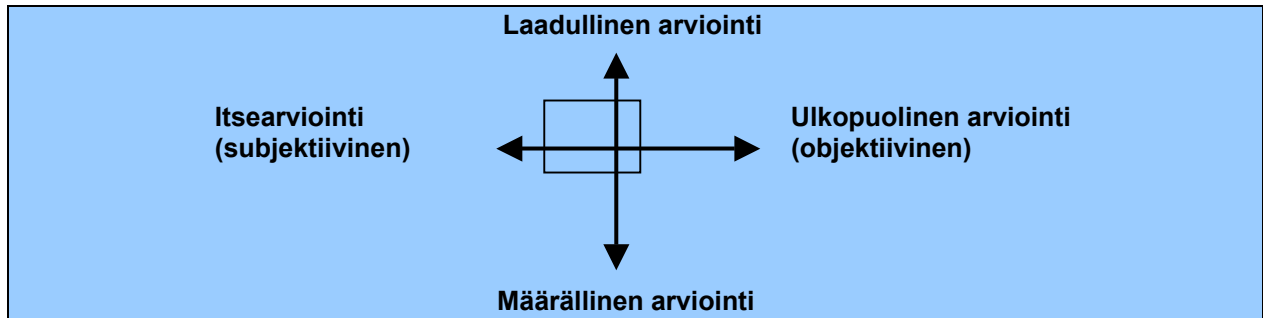 Laadullinen arviointi
Itsearviointi
(subjektiivinen)
Ulkopuolinen arviointi
(objektiivinen)
Määrällinen arviointi